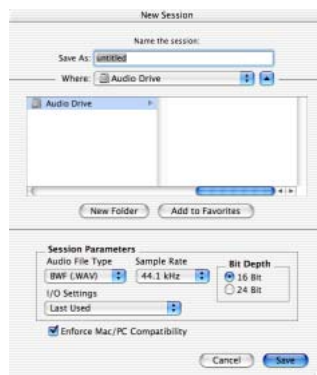 New Session
Name the session:
Save As: untitled
Where: Audio Drive
Audio Drive
New Folder Add to Favorites
Session Parameters
Audio File Type Sample Rate Bit Depth
BWF (.WAV) 44.1 kHz 16 Bit
24 Bit
I/O Settings
Last Used
Enforce Mac/PC Compatibility
Cancel Save